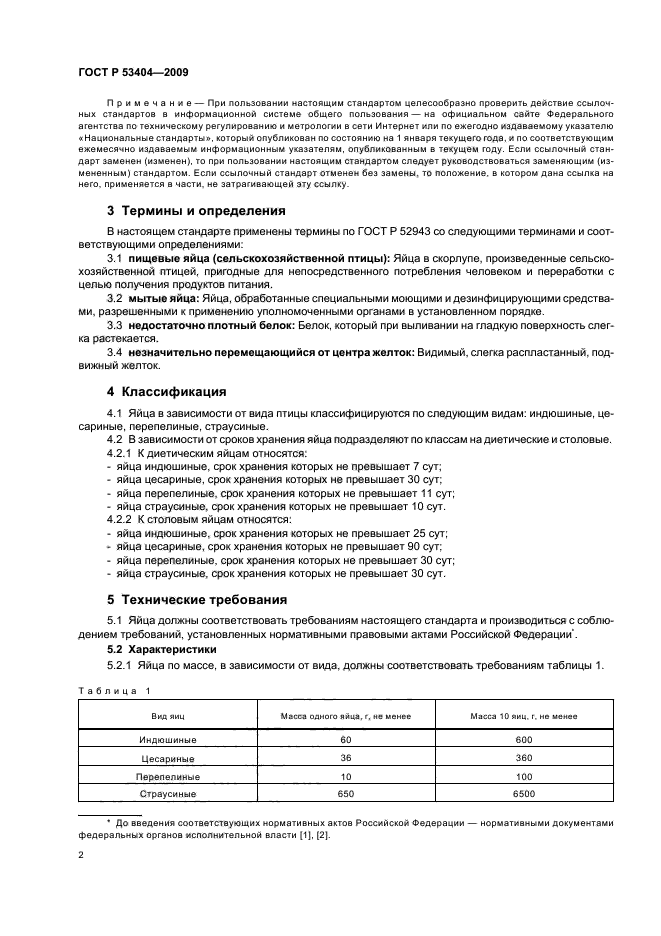 ГОСТ Р 53404—2009
Примечание — При пользовании настоящим стандартом целесообразно проверить действие ссылоч-
ных стандартов в информационной системе общего пользования — на официальном сайте Федерального
агентства по техническому регулированию и метрологии в сети Интернет или по ежегодно издаваемому указателю
«Национальные стандарты», который опубликован по состоянию на 1 января текущего года, и по соответствующим
ежемесячно издаваемым информационным указателям, опубликованным в текущем году. Если ссылочный стан-
дарт заменен (изменен), то при пользовании настоящим стандартом следует руководствоваться заменяющим (из-
мененным) стандартом. Если ссылочный стандарт отменен без замены, то положение, в котором дана ссылка на
него, применяется в части, не затрагивающей эту ссылку.
3 Термины и определения
В настоящем стандарте применены термины по ГОСТ Р 52943 со следующими терминами и соот-
ветствующими определениями:
3.1 пищевые яйца (сельскохозяйственной птицы): Яйца в скорлупе, произведенные сельско-
хозяйственной птицей, пригодные для непосредственного потребления человеком и переработки с
целью получения продуктов питания.
3.2 мытые яйца: Яйца, обработанные специальными моющими и дезинфицирующими средства-
ми, разрешенными к применению уполномоченными органами в установленном порядке.
3.3 недостаточно плотный белок: Белок, который при выливании на гладкую поверхность слег-
ка растекается.
3.4 незначительно перемещающийся от центра желток: Видимый, слегка распластанный, под-
вижный желток.
4 Классификация
4.1 Яйца в зависимости от вида птицы классифицируются по следующим видам: индюшиные, це-
сариные, перепелиные, страусиные.
4.2 В зависимости от сроков хранения яйца подразделяют по классам на диетические и столовые.
4.2.1 К диетическим яйцам относятся:
- яйца индюшиные, срок хранения которых не превышает 7 сут;
- яйца цесариные, срок хранения которых не превышает 30 сут;
- яйца перепелиные, срок хранения которых не превышает 11 сут;
- яйца страусиные, срок хранения которых не превышает 10 сут.
4.2.2 К столовым яйцам относятся:
- яйца индюшиные, срок хранения которых не превышает 25 сут;
- яйца цесариные, срок хранения которых не превышает 90 сут;
- яйца перепелиные, срок хранения которых не превышает 30 сут;
- яйца страусиные, срок хранения которых не превышает 30 сут.
5 Технические требования
5.1 Яйца должны соответствовать требованиям настоящего стандарта и производиться с соблю-
дением требований, установленных нормативными правовыми актами Российской Федерации*.
5.2 Характеристики
5.2.1 Яйца по массе, в зависимости от вида, должны соответствовать требованиям таблицы 1.
Таблица 1
Вид яиц Масса одного яйца, г, не менее Масса 10 яиц, г, не менее
Индюшиные 60 600
Цесариные 36 360
Перепелиные 10 100
Страусиные 650 6500
* До введения соответствующих нормативных актов Российской Федерации — нормативными документами
федеральных органов исполнительной власти [1], [2].
2